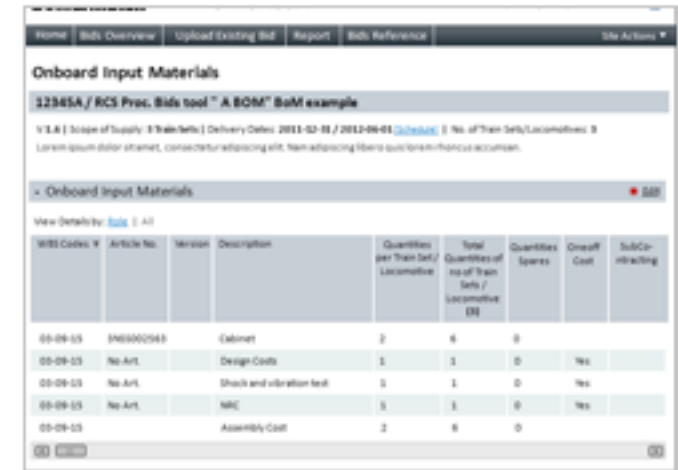 Home Bids Overview Upload Existing Bid Report Bids Reference Site Actions
Onboard Input Materials
12345A / RCS Proc. Bids tool " A BOM" BoM example
V 1.6 | Scope of Supply: 3 Train Sets | Delivery Dates: 2011-12-31 / 2012-06-01 (Schedule) | No. of Train Sets/Locomotives: 3
Lorem ipsum dolor sit amet, consectetur adipiscing elit. Nam adipiscing libero quis lorem rhoncus accumsan.
- Onboard Input Materials Edit
View Details by: Role | All
WBS Codes Article No. Version Description Quantities per Train Set / Locomotive Total Quantities of no of Train Sets / Locomotive (3) Quantities Spares One off Cost SubCo-ntracting
03-09-15 Cabinet 2 6 0
03-09-15 No Art. Design Costs 1 1 0 Yes
03-09-15 No Art. Shock and vibration test 1 1 0 Yes
03-09-15 No Art. NRC 1 1 0 Yes
03-09-15 Assembly Cost 2 6 0